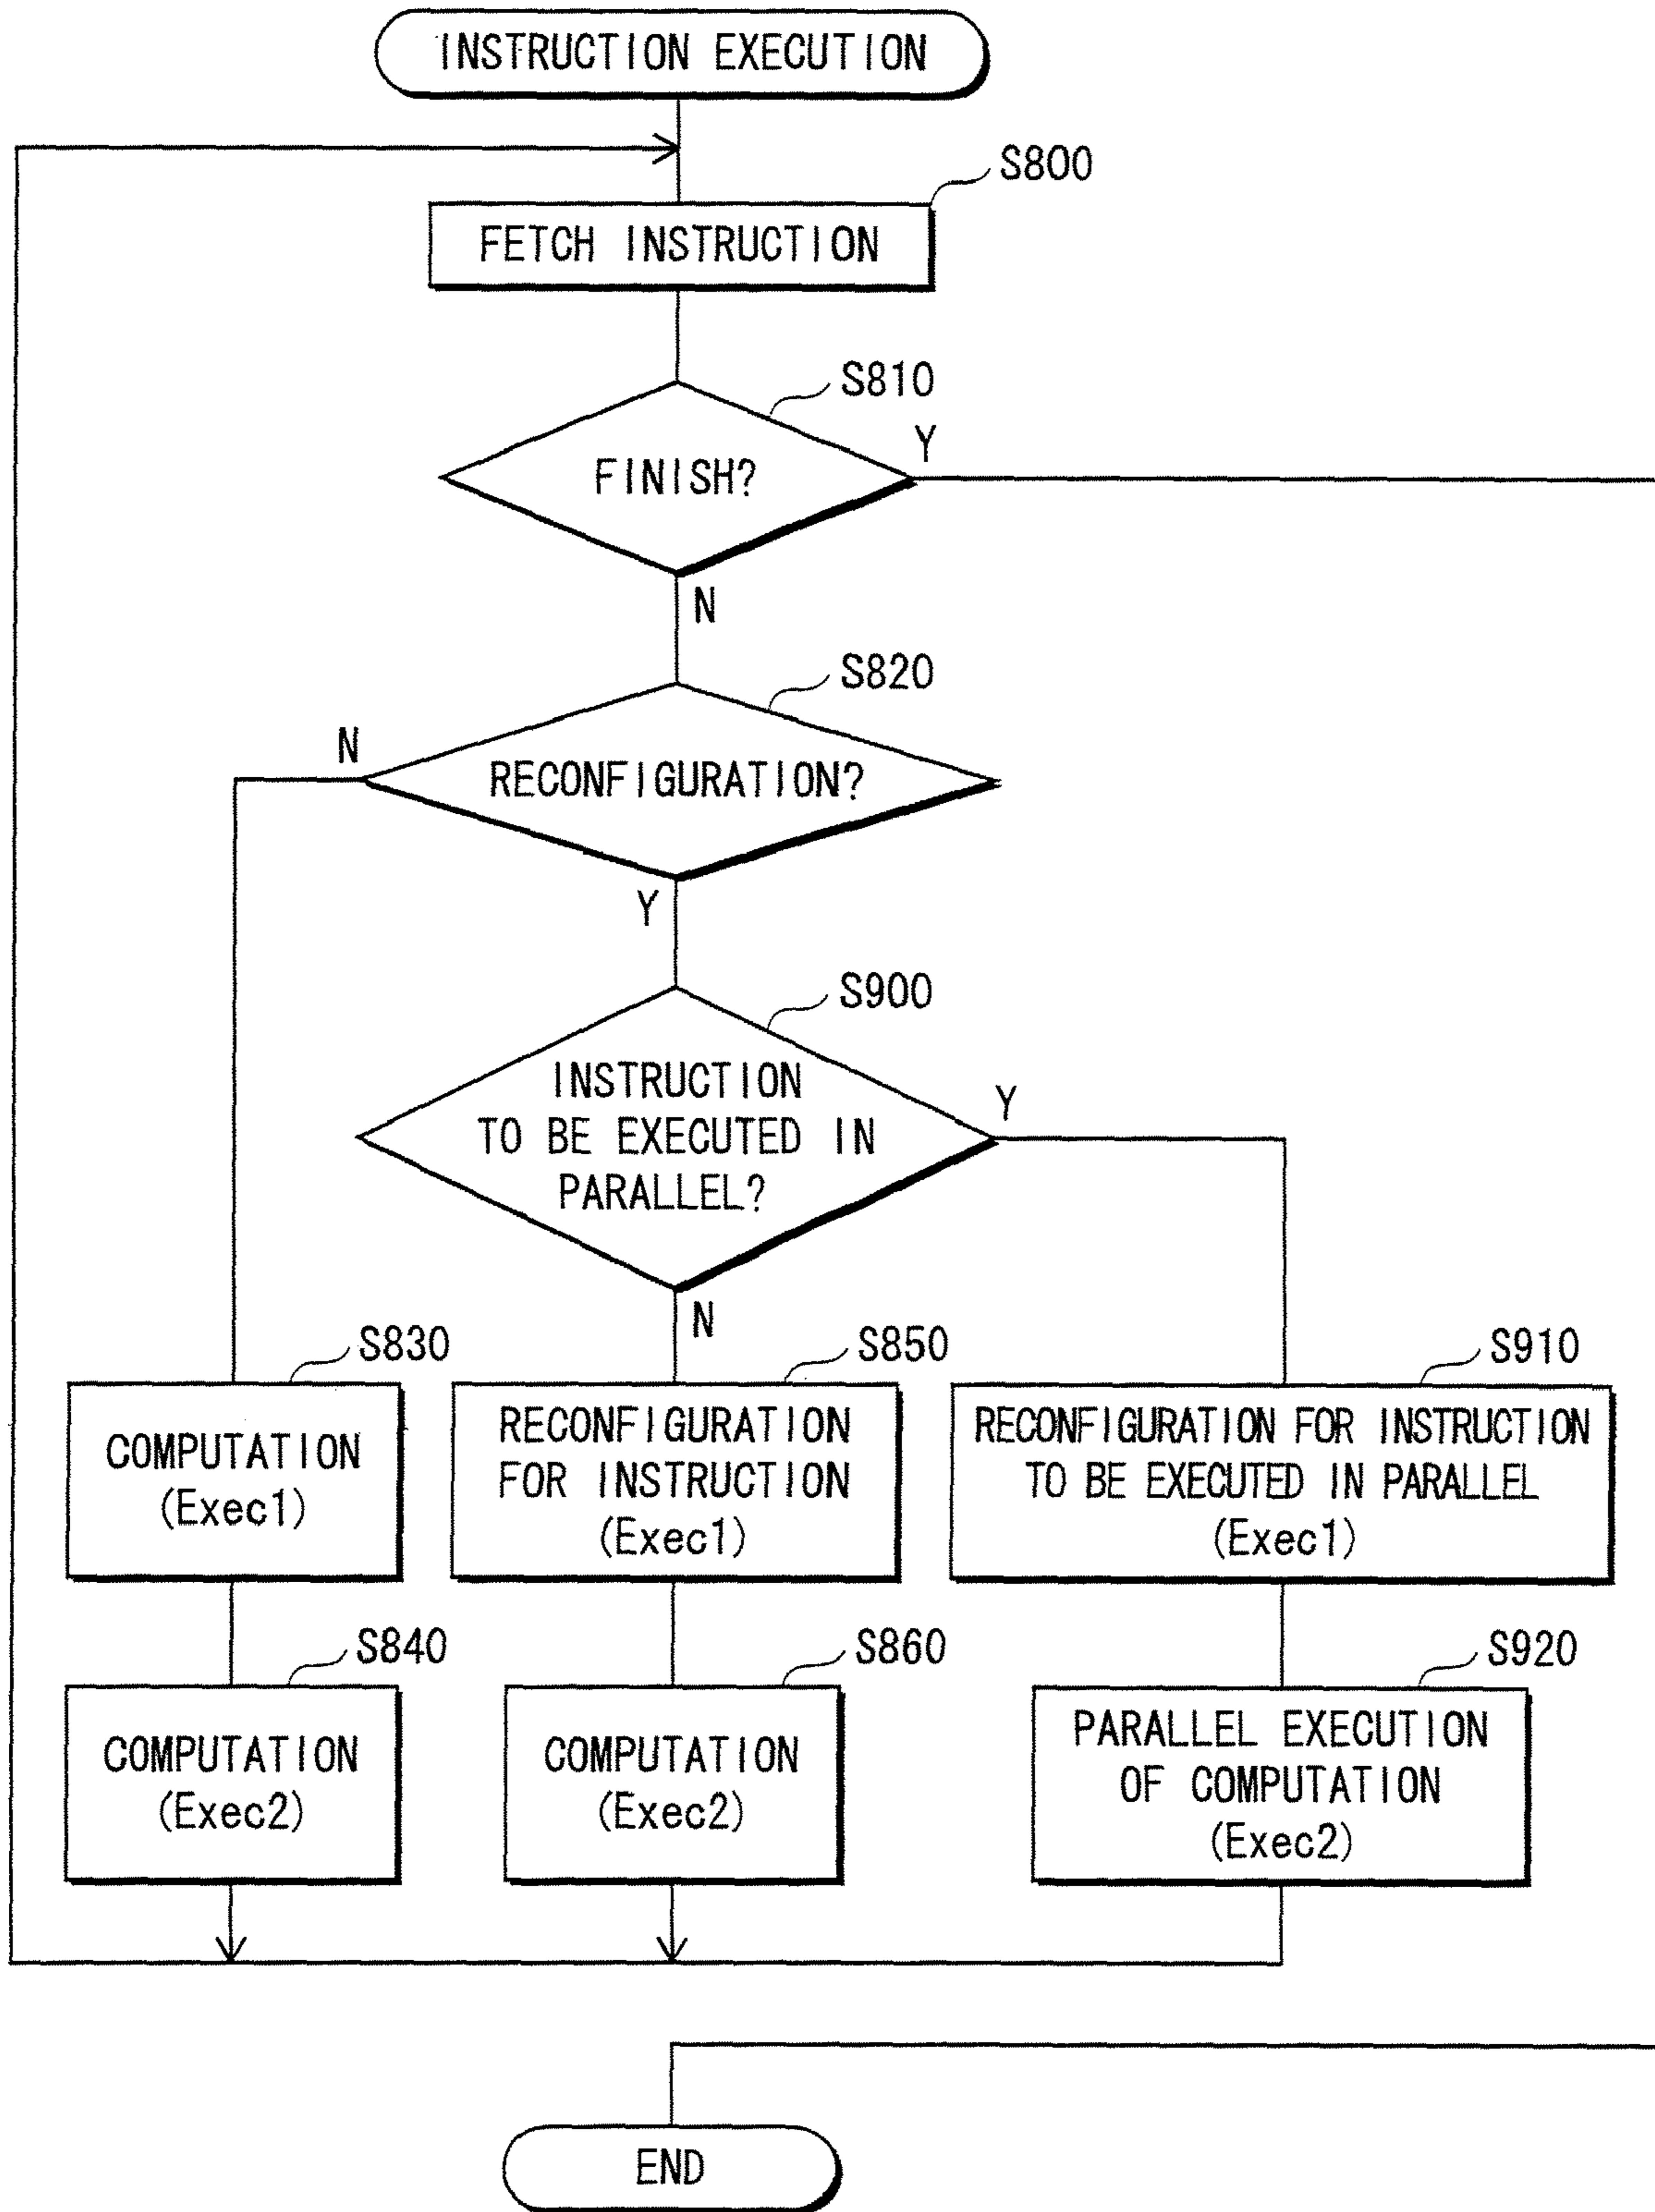 INSTRUCTION EXECUTION
S800
FETCH INSTRUCTION
S810
FINISH?
Y
N
S820
RECONFIGURATION?
N
Y
S900
INSTRUCTION
TO BE EXECUTED IN
PARALLEL?
Y
N
S830
COMPUTATION
(Exec1)
S850
RECONFIGURATION
FOR INSTRUCTION
(Exec1)
S910
RECONFIGURATION FOR INSTRUCTION
TO BE EXECUTED IN PARALLEL
(Exec1)
S840
COMPUTATION
(Exec2)
S860
COMPUTATION
(Exec2)
S920
PARALLEL EXECUTION
OF COMPUTATION
(Exec2)
END